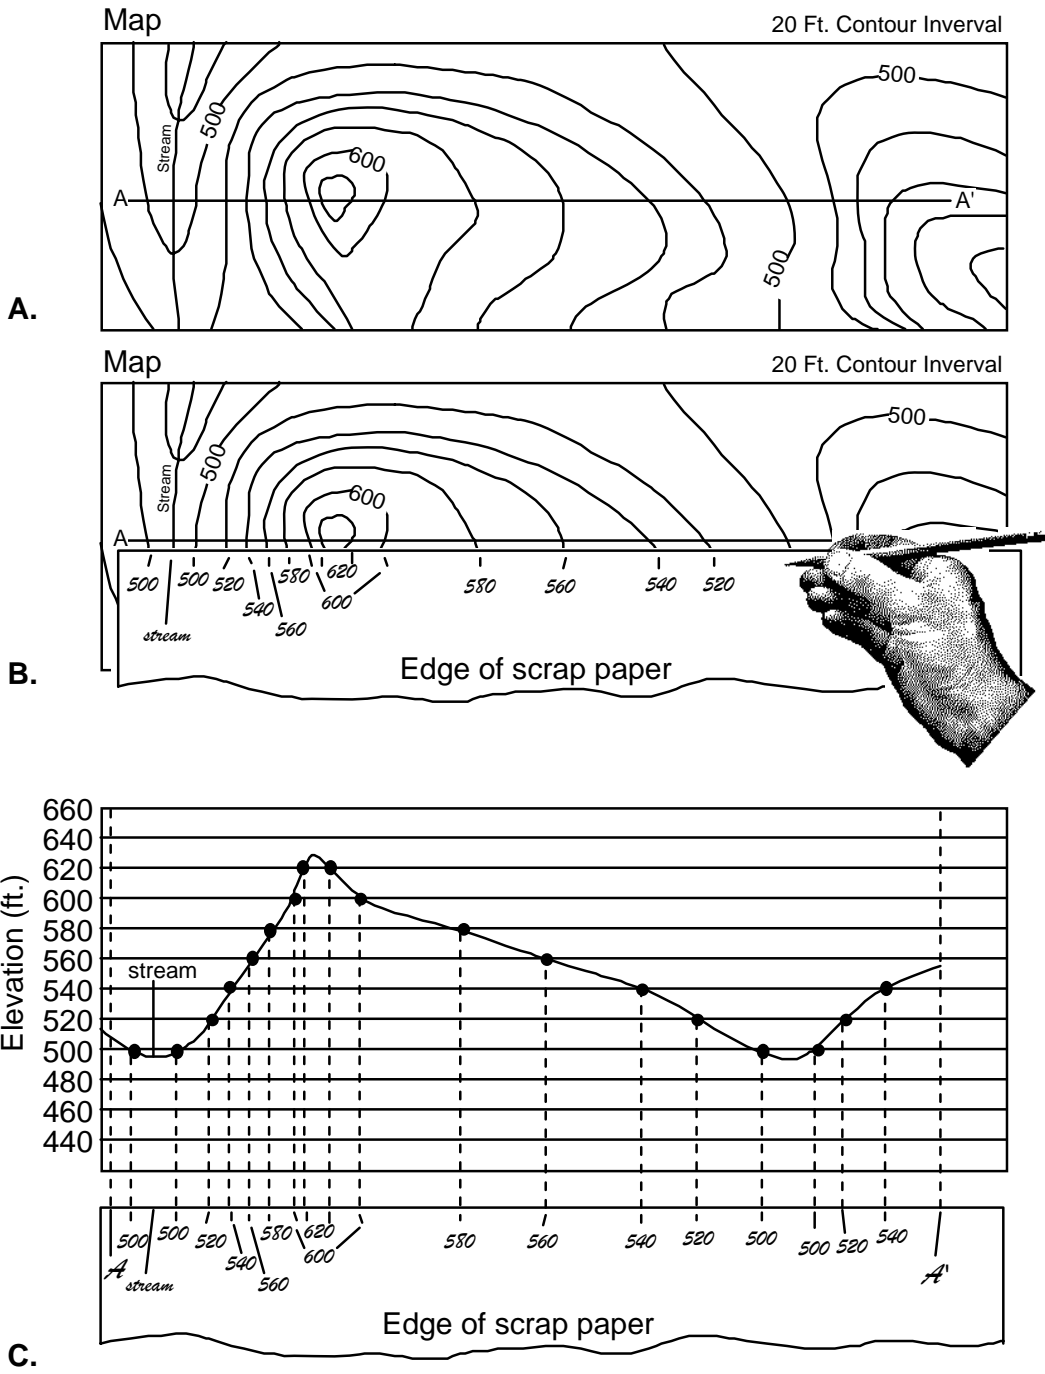 Map
20 Ft. Contour Inverval
500
500
Stream
600
A
A'
500
A.
Map
20 Ft. Contour Inverval
500
500
Stream
600
A
500 500 520 580 620 580 560 540 520
540 600
560
stream
Edge of scrap paper
B.
660
640
620
600
580
560
540
520
500
480
460
440
Elevation (ft.)
stream
500 500 520 580 620 580 560 540 520 500 500 520 540
540 600
A stream 560 A'
Edge of scrap paper
C.